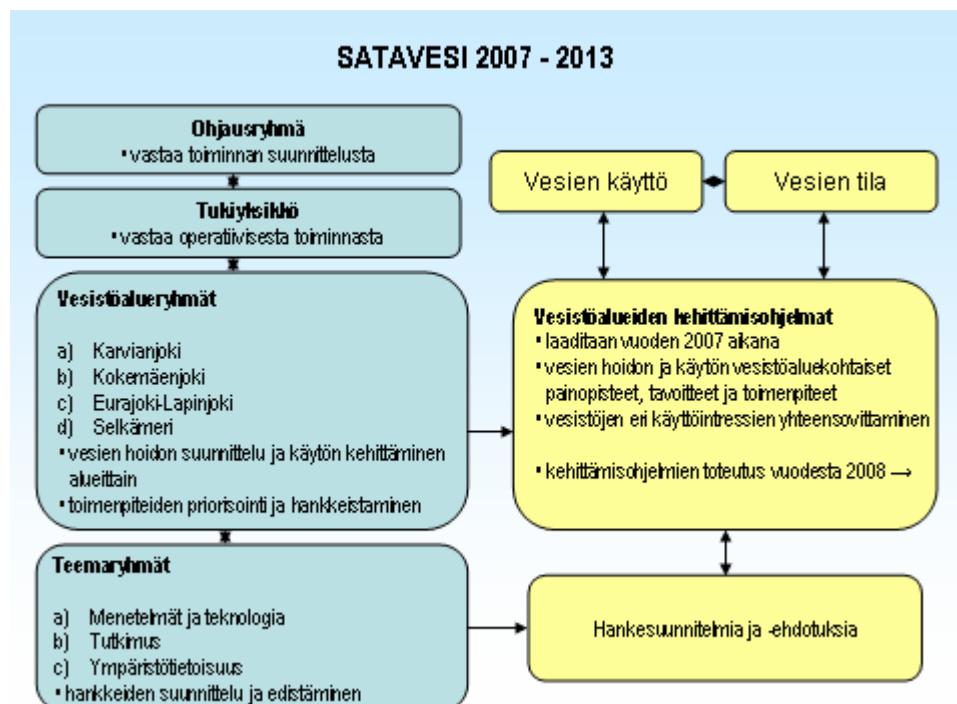 SATAVESI 2007 - 2013
Ohjausryhmä
▪ vastaa toiminnan suunnittelusta
Tukiyksikkö
▪ vastaa operatiivisesta toiminnasta
Vesistöalueryhmät
a) Karvianjoki
b) Kokemäenjoki
c) Eurajoki-Lapinjoki
d) Selkämeri
▪ vesien hoidon suunnittelu ja käytön kehittäminen
alueittain
▪ toimenpiteiden priorisointi ja hankkeistaminen
Teemaryhmät
a) Menetelmät ja teknologia
b) Tutkimus
c) Ympäristötietoisuus
▪ hankkeiden suunnittelu ja edistäminen
Vesien käyttö
Vesien tila
Vesistöalueiden kehittämisohjelmat
▪ laaditaan vuoden 2007 aikana
▪ vesien hoidon ja käytön vesistöaluekohtaiset
painopisteet, tavoitteet ja toimenpiteet
▪ vesistöjen eri käyttöintressien yhteensovittaminen
▪ kehittämisohjelmien toteutus vuodesta 2008 →
Hankesuunnitelmia ja -ehdotuksia